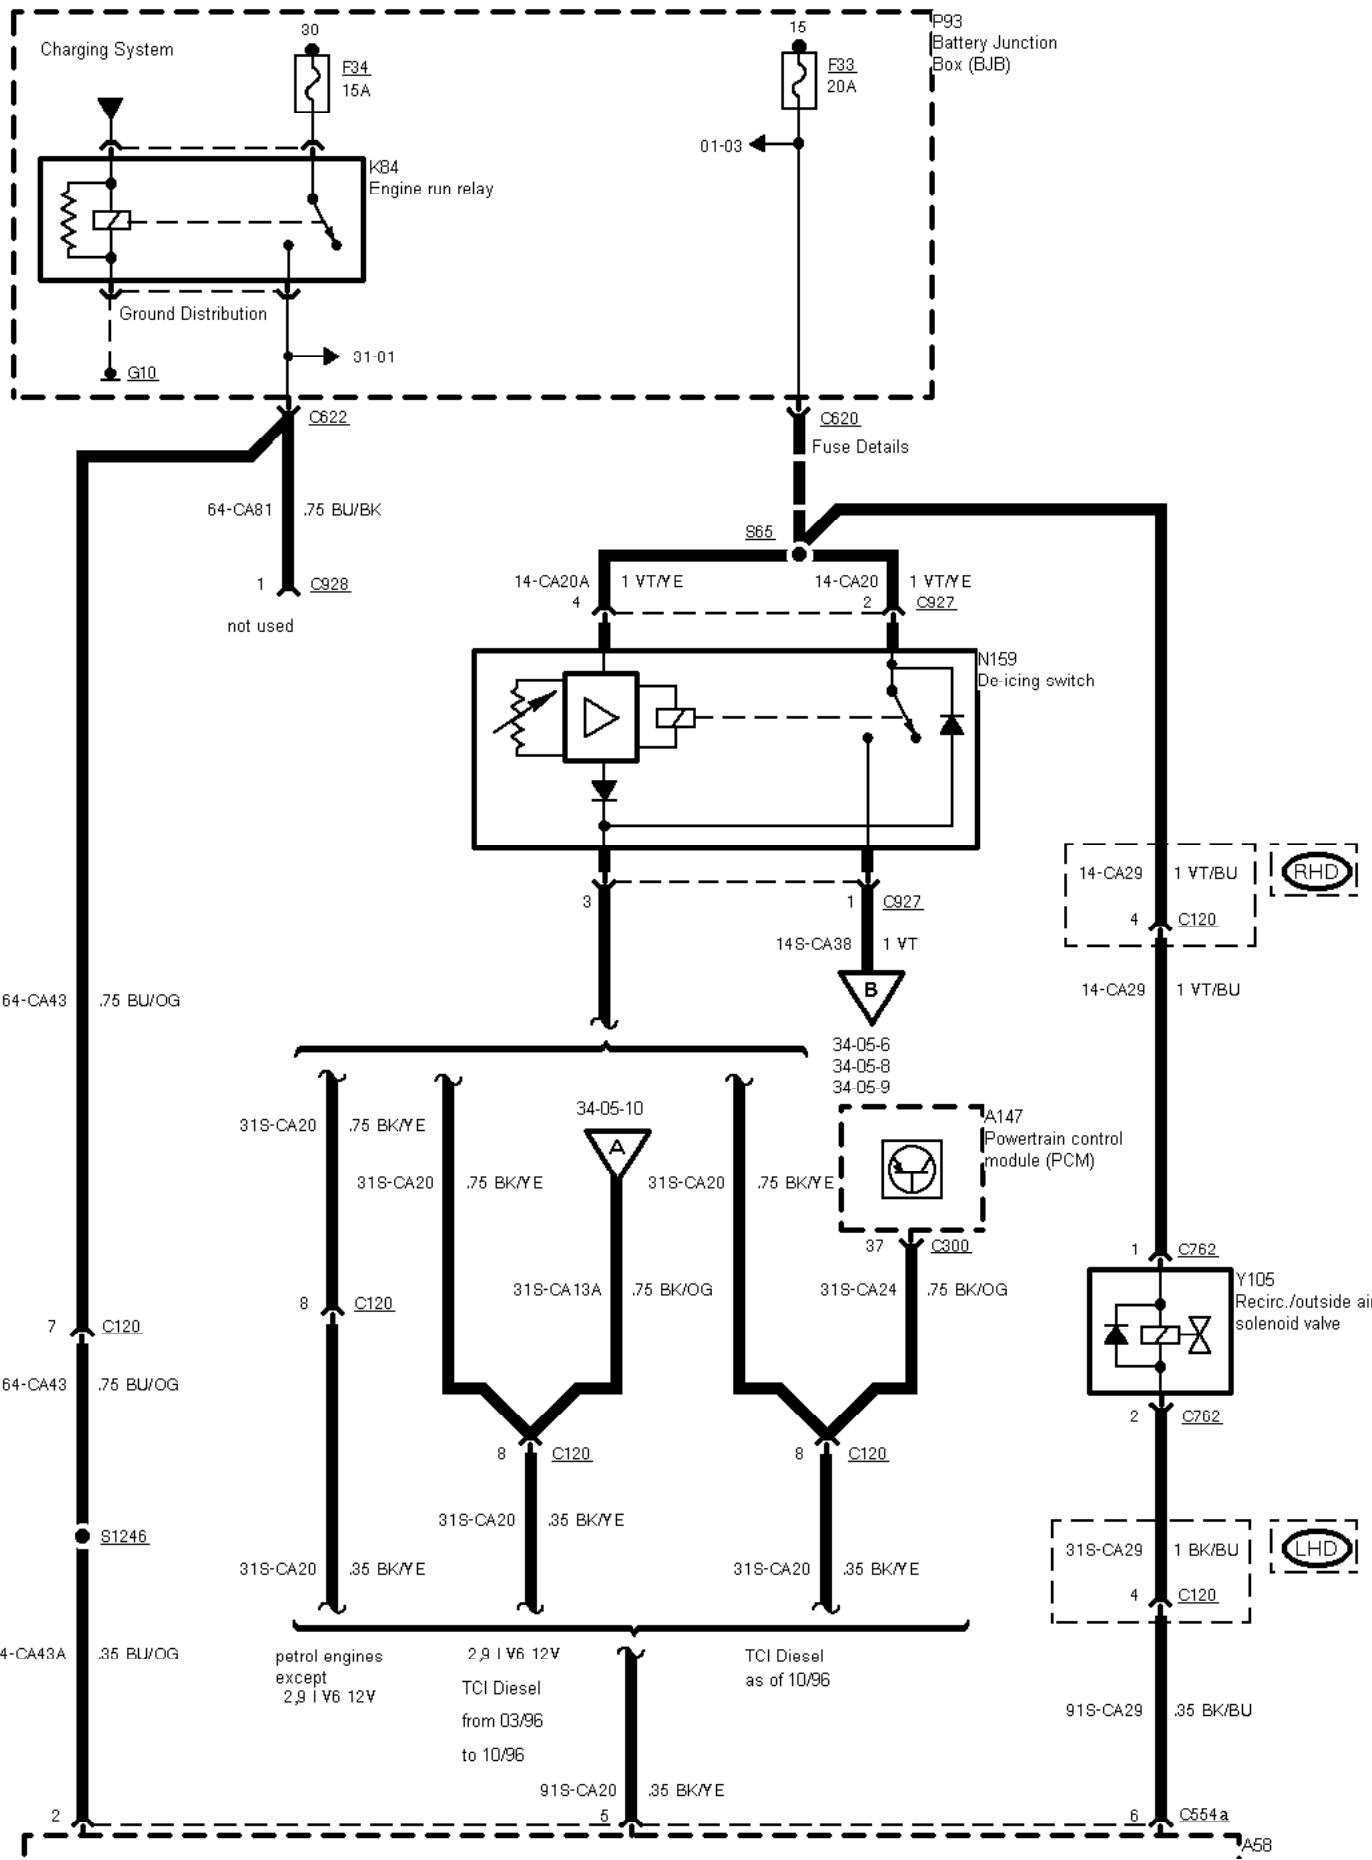 P93
Battery Junction
Box (BJB)
Charging System
30
F34
15A
15
F33
20A
01-03
K84
Engine run relay
Ground Distribution
31-01
G10
C622
C620
Fuse Details
64-CA81 .75 BU/BK
1 C928
not used
S65
14-CA20A 1 VT/YE
14-CA20 1 VT/YE
4
2 C927
N159
De-icing switch
3
1 C927
14S-CA38 1 VT
B
34-05-6
34-05-8
34-05-9
14-CA29 1 VT/BU
RHD
4 C120
14-CA29 1 VT/BU
64-CA43 .75 BU/OG
34-05-10
A
31S-CA20 .75 BK/YE
31S-CA20 .75 BK/YE
31S-CA20 .75 BK/YE
A147
Powertrain control
module (PCM)
37 C300
31S-CA13A .75 BK/OG
31S-CA24 .75 BK/OG
1 C762
Y105
Recirc./outside air
solenoid valve
2 C762
8 C120
7 C120
64-CA43 .75 BU/OG
8 C120
8 C120
31S-CA20 .35 BK/YE
S1246
31S-CA20 .35 BK/YE
31S-CA20 .35 BK/YE
31S-CA29 1 BK/BU
LHD
4 C120
4-CA43A .35 BU/OG
petrol engines
except
2,9 l V6 12V
2,9 l V6 12V
TCI Diesel
from 03/96
to 10/96
TCI Diesel
as of 10/96
91S-CA29 .35 BK/BU
91S-CA20 .35 BK/YE
2
5
6 C554a
A58